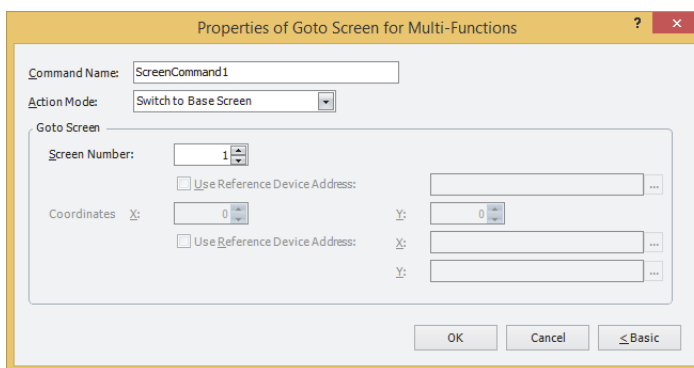 Properties of Goto Screen for Multi-Functions ? ×
Command Name: ScreenCommand1
Action Mode: Switch to Base Screen
Goto Screen
Screen Number: 1
Use Reference Device Address: ...
Coordinates X: 0 Y: 0
Use Reference Device Address: X: ...
Y: ...
OK Cancel < Basic